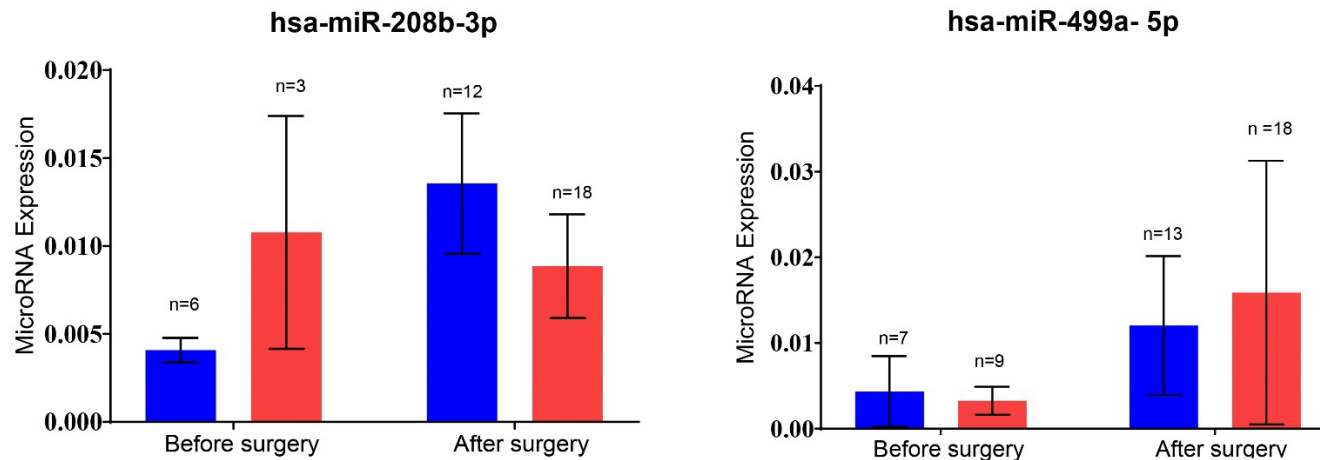 hsa-miR-208b-3p
MicroRNA Expression
0.020
0.015
0.010
0.005
0.000
n=6
n=3
n=12
n=18
Before surgery
After surgery
hsa-miR-499a- 5p
MicroRNA Expression
0.04
0.03
0.02
0.01
0.00
n=7
n=9
n=13
n =18
Before surgery
After surgery